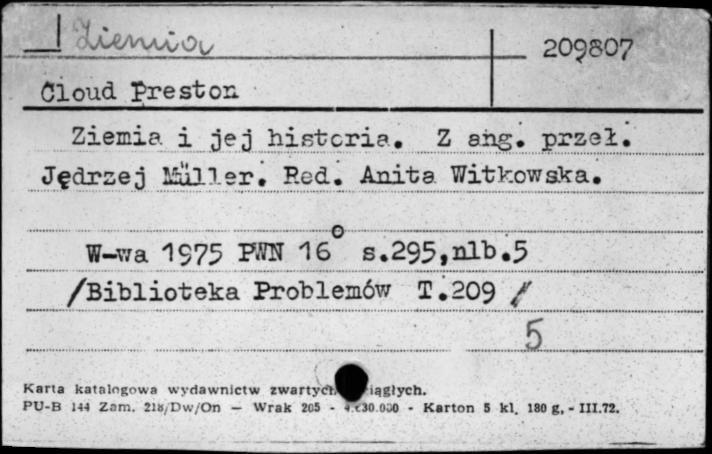 Ziemia
209807
Cloud Preston
Ziemia i jej historia. Z ang. przeł.
Jędrzej Müller. Red. Anita Witkowska.
W-wa 1975 PWN 16° s.295,nlb.5
/Biblioteka Problemów T.209 /
5
Karta katalogowa wydawnictw zwartych ciągłych.
PU-B 144 Zam. 218/Dw/On — Wrak 205 - - Karton 5 kl. 180 g. - III.72.